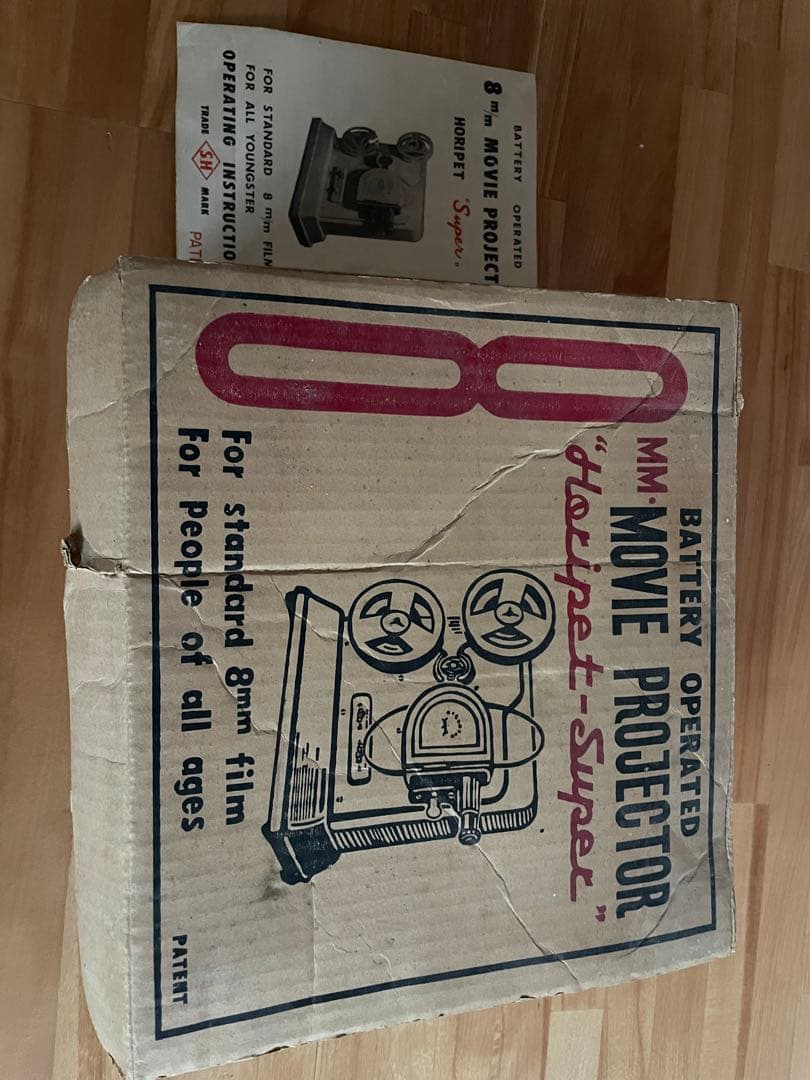 BATTERY OPERATED
8 m/m MOVIE PROJECT
HORIPET "Super"
FOR STANDARD 8 m/m FILM
FOR ALL YOUNGSTER
OPERATING INSTRUCTIO
TRADE SH MARK PAT
BATTERY OPERATED
8 MM· MOVIE PROJECTOR
"Horipet-Super"
For standard 8mm film
For people of all ages
PATENT